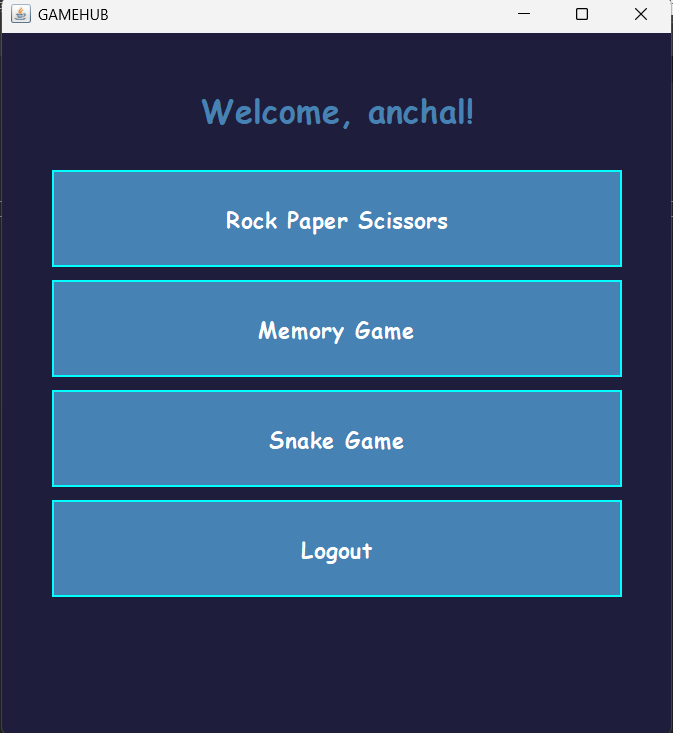 GAMEHUB
Welcome, anchal!
Rock Paper Scissors
Memory Game
Snake Game
Logout